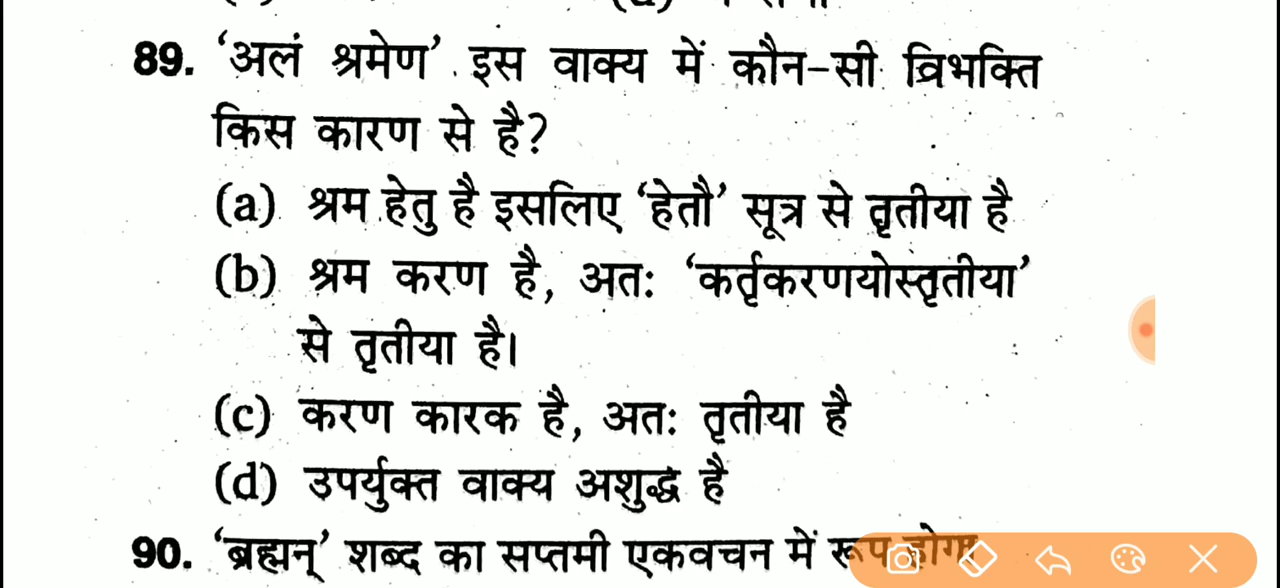 89. ‘अलं श्रमेण’ इस वाक्य में कौन-सी विभक्ति
किस कारण से है?
(a) श्रम हेतु है इसलिए ‘हेतौ’ सूत्र से तृतीया है
(b) श्रम करण है, अतः ‘कर्तृकरणयोस्तृतीया’
से तृतीया है।
(c) करण कारक है, अतः तृतीया है
(d) उपर्युक्त वाक्य अशुद्ध है
90. ‘ब्रह्मन्’ शब्द का सप्तमी एकवचन में रूप होगा